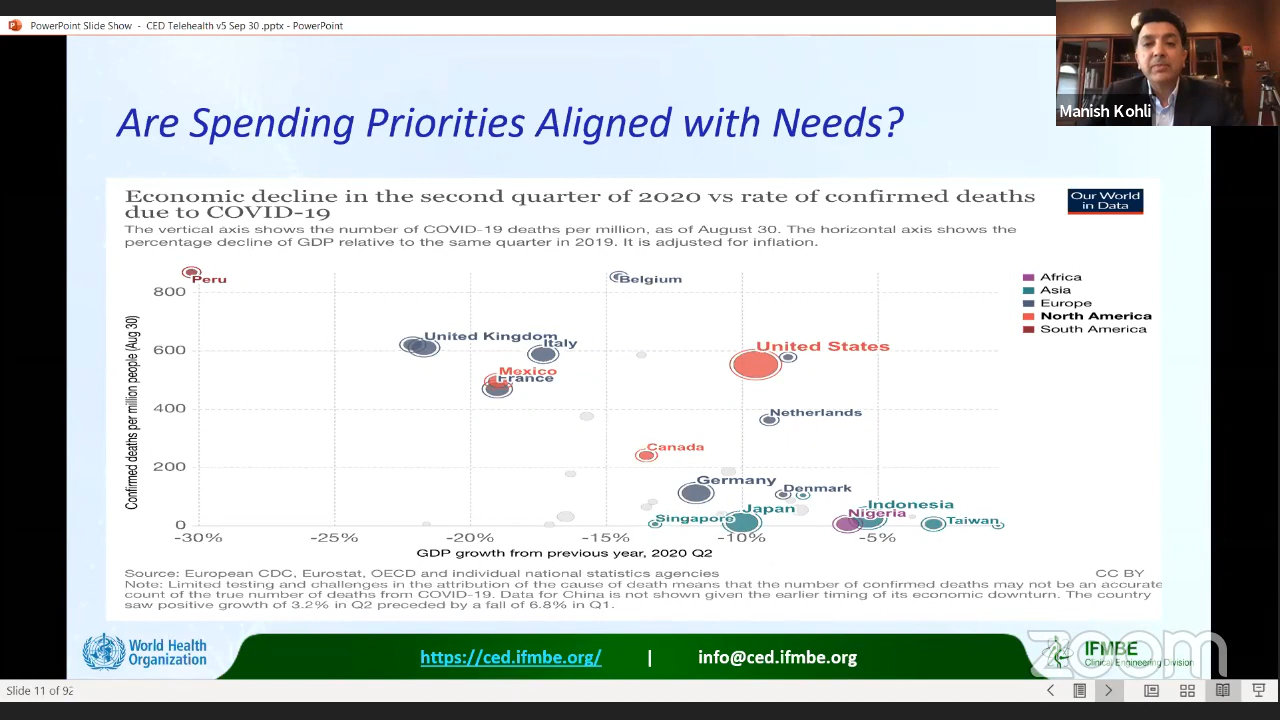 PowerPoint Slide Show - CED Telehealth v5 Sep 30 .pptx - PowerPoint
Manish Kohli
Are Spending Priorities Aligned with Needs?
Economic decline in the second quarter of 2020 vs rate of confirmed deaths
due to COVID-19
Our World
in Data
The vertical axis shows the number of COVID-19 deaths per million, as of August 30. The horizontal axis shows the
percentage decline of GDP relative to the same quarter in 2019. It is adjusted for inflation.
Peru
Belgium
Africa
Asia
Europe
North America
South America
800
United Kingdom
Italy
United States
600
Mexico
France
400
Netherlands
Canada
200
Germany
Denmark
Indonesia
Japan
Nigeria
Singapore
Taiwan
0
Confirmed deaths per million people (Aug 30)
-30%
-25%
-20%
-15%
-10%
-5%
GDP growth from previous year, 2020 Q2
Source: European CDC, Eurostat, OECD and individual national statistics agencies
CC BY
Note: Limited testing and challenges in the attribution of the cause of death means that the number of confirmed deaths may not be an accurate
count of the true number of deaths from COVID-19. Data for China is not shown given the earlier timing of its economic downturn. The country
saw positive growth of 3.2% in Q2 preceded by a fall of 6.8% in Q1.
World Health
Organization
https://ced.ifmbe.org/ | info@ced.ifmbe.org
IFMBE
Clinical Engineering Division
zoom
Slide 11 of 92